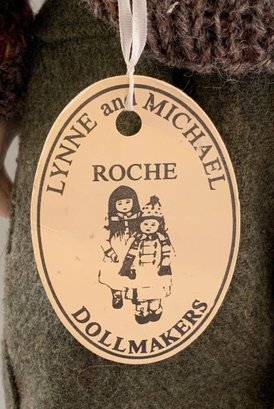 LYNNE and MICHAEL
ROCHE
DOLLMAKERS